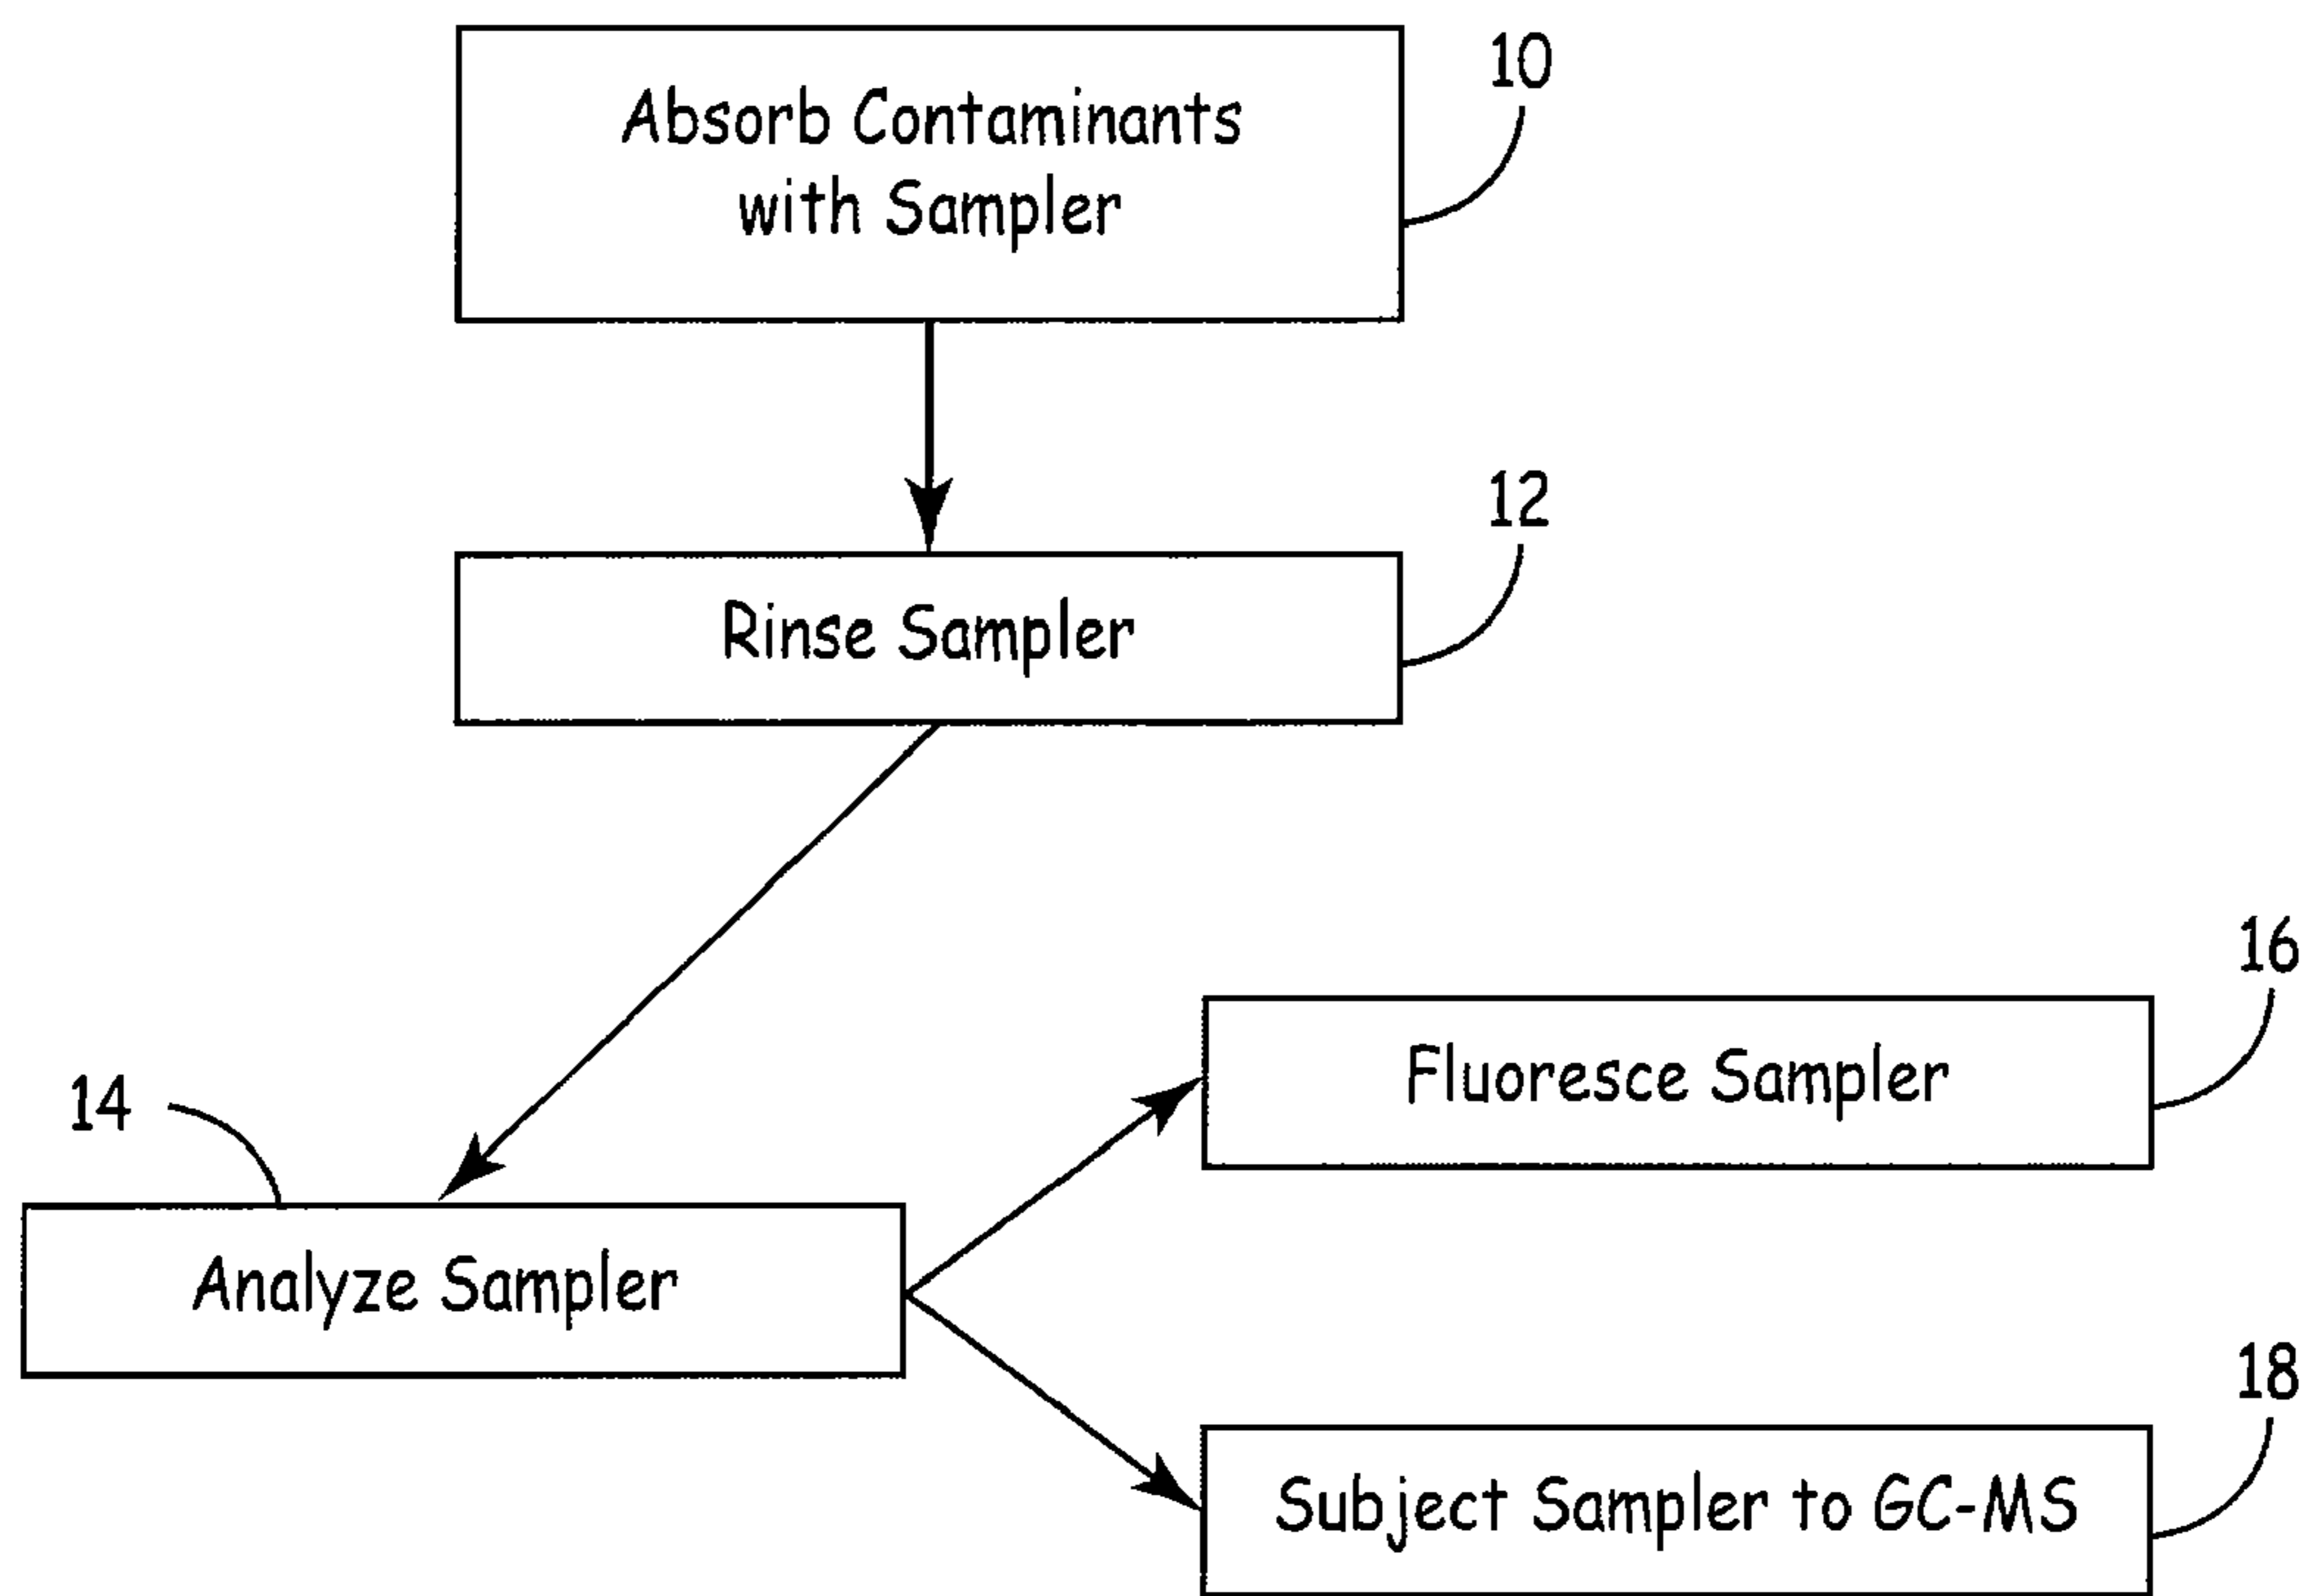 Absorb Contaminants
with Sampler
10
Rinse Sampler
12
14
Analyze Sampler
16
Fluoresce Sampler
18
Subject Sampler to GC-MS